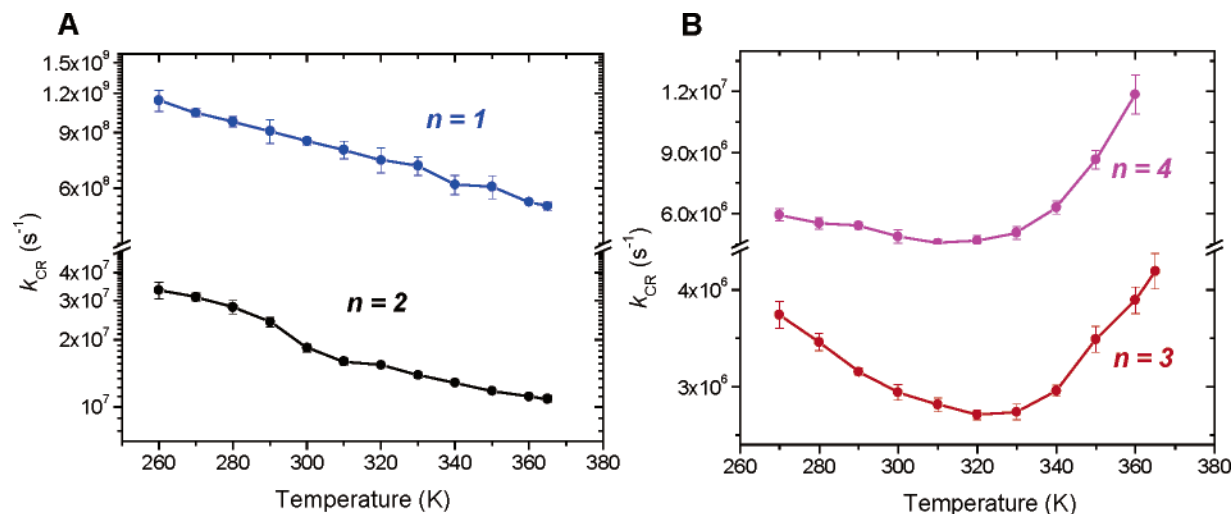 A
k_CR (s⁻¹)
1.5x10⁹
1.2x10⁹
9x10⁸
6x10⁸
4x10⁷
3x10⁷
2x10⁷
10⁷
n = 1
n = 2
260 280 300 320 340 360 380
Temperature (K)
B
k_CR (s⁻¹)
1.2x10⁷
9.0x10⁶
6.0x10⁶
4x10⁶
3x10⁶
n = 4
n = 3
260 280 300 320 340 360 380
Temperature (K)